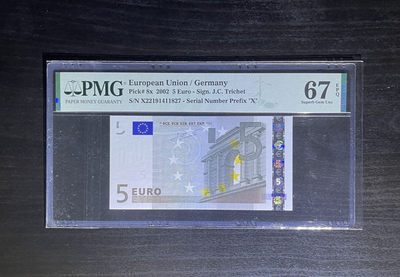 PMG
PAPER MONEY GUARANTY
European Union / Germany
Pick# 8x 2002 5 Euro - Sign. J.C. Trichet
S/N X22191411827 - Serial Number Prefix 'X'
67
EPQ
Superb Gem Unc
5 EURO